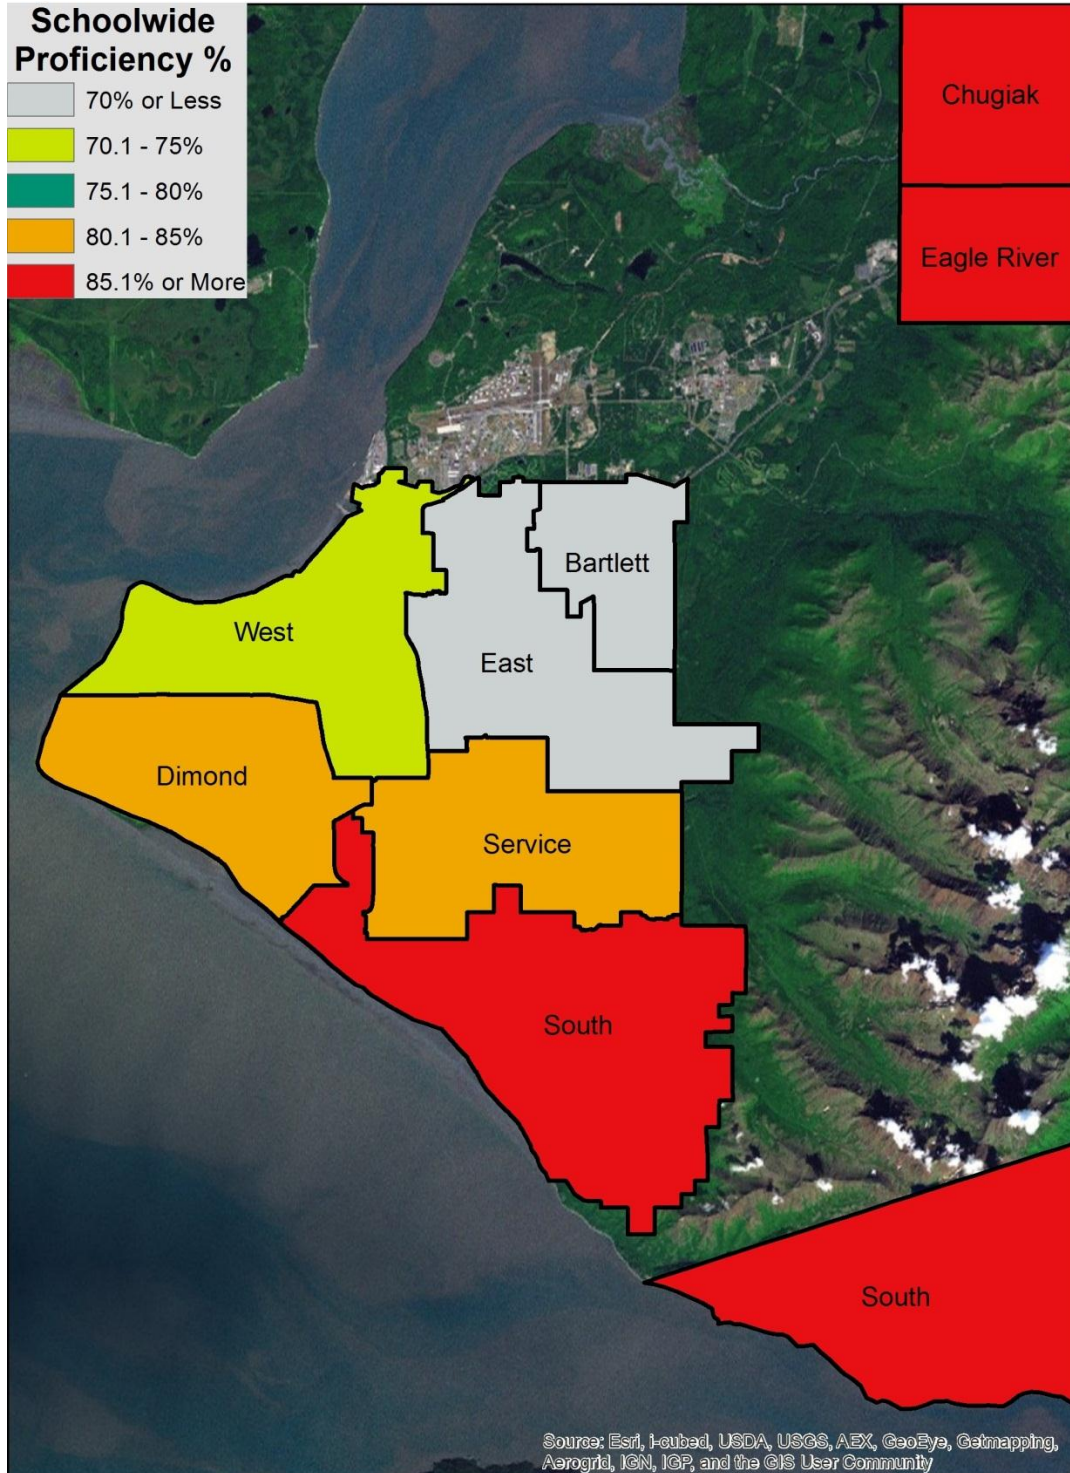 Schoolwide
Proficiency %
70% or Less
70.1 - 75%
75.1 - 80%
80.1 - 85%
85.1% or More
Chugiak
Eagle River
Bartlett
West
East
Dimond
Service
South
South
Source: Esri, i-cubed, USDA, USGS, AEX, GeoEye, Getmapping,
Aerogrid, IGN, IGP, and the GIS User Community